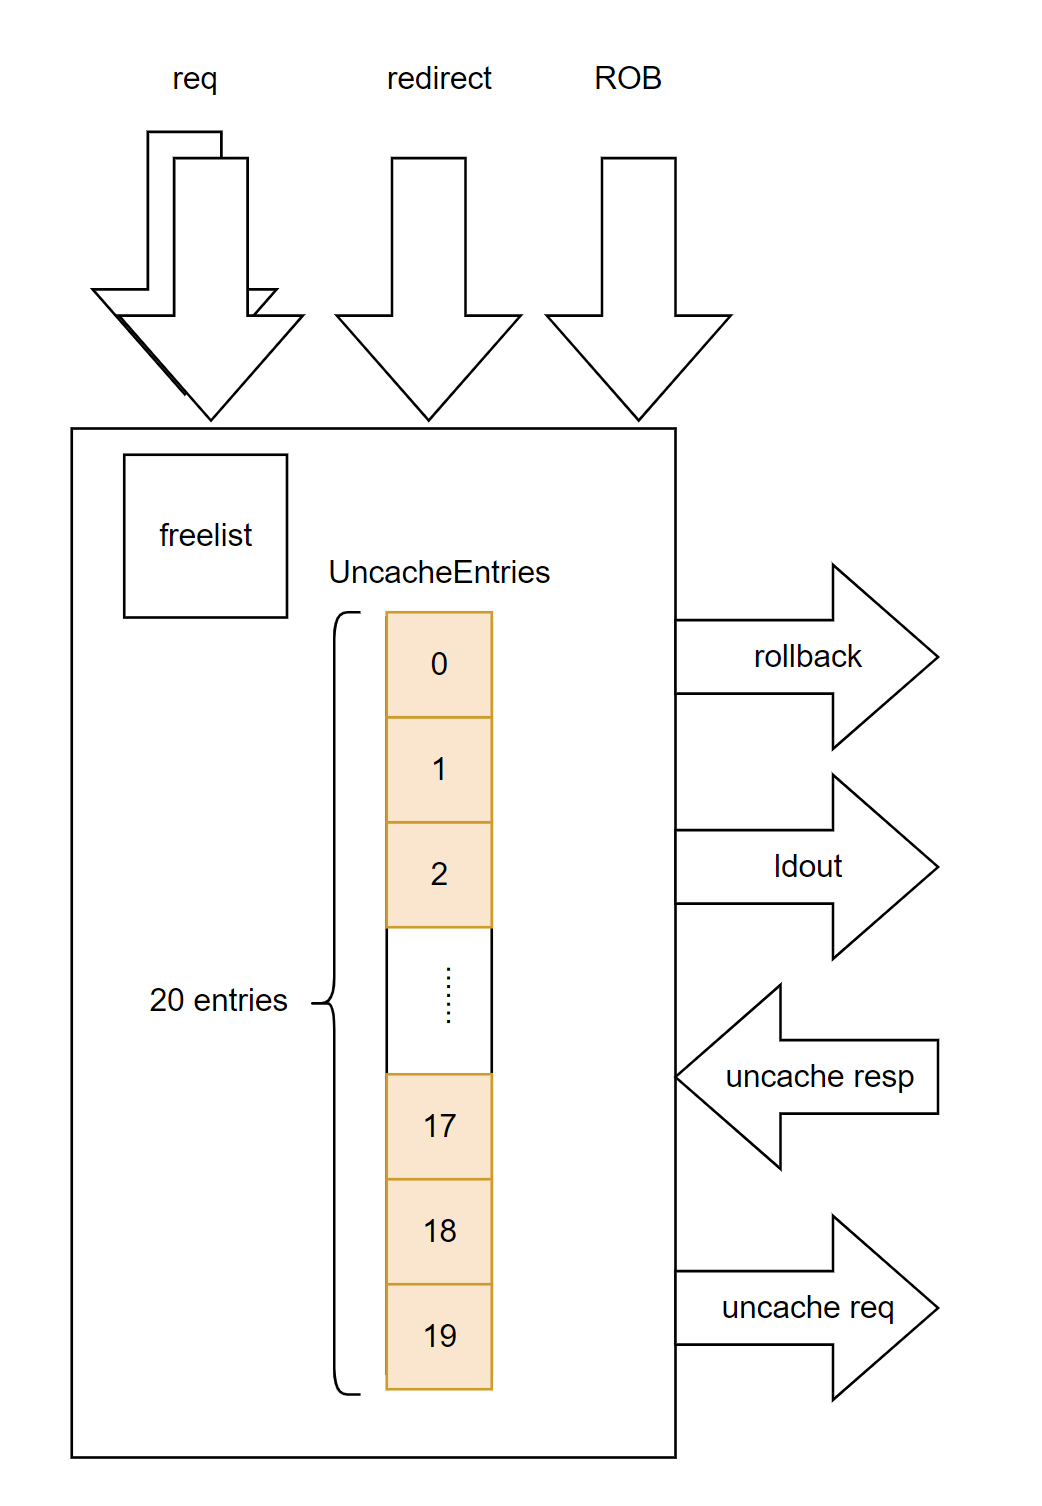 req
redirect
ROB
freelist
UncacheEntries
0
rollback
1
ldout
2
20 entries
uncache resp
17
18
uncache req
19